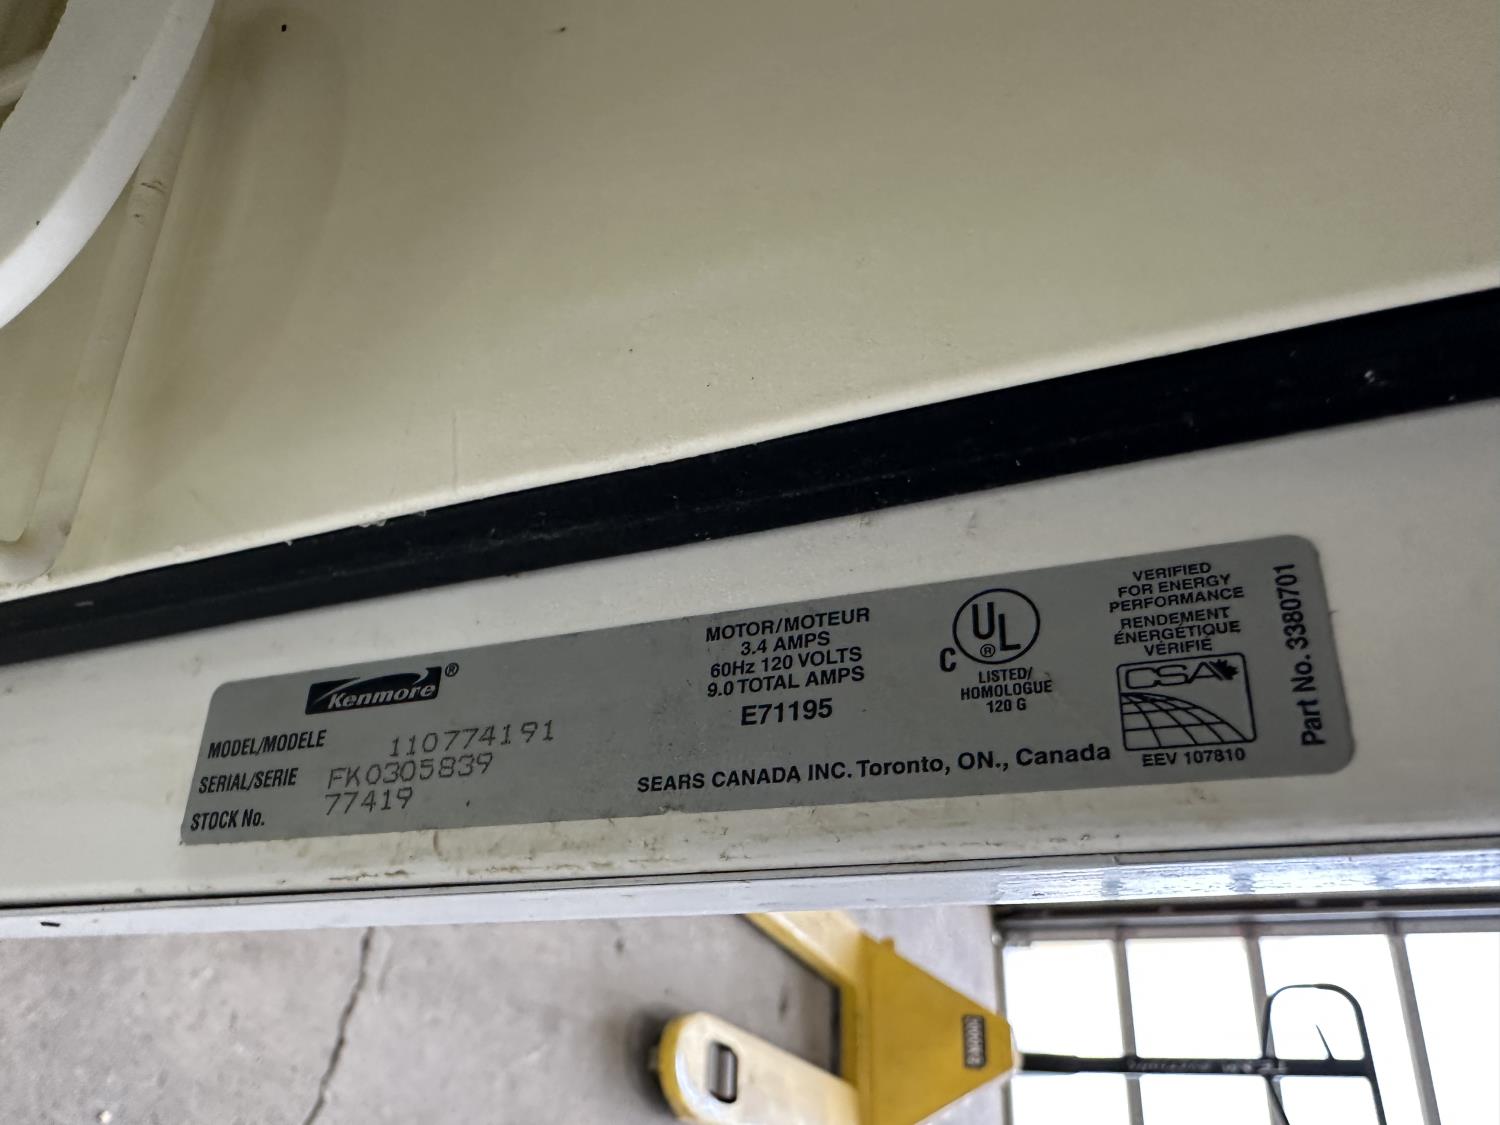 Kenmore®
MODEL/MODELE 110774191
SERIAL/SERIE FK0305839
STOCK No. 77419
MOTOR/MOTEUR
3.4 AMPS
60Hz 120 VOLTS
9.0 TOTAL AMPS
E71195
SEARS CANADA INC. Toronto, ON., Canada
C UL ®
LISTED/
HOMOLOGUE
120 G
VERIFIED
FOR ENERGY
PERFORMANCE
RENDEMENT
ÉNERGÉTIQUE
VÉRIFIÉ
CSA
EEV 107810
Part No. 3380701